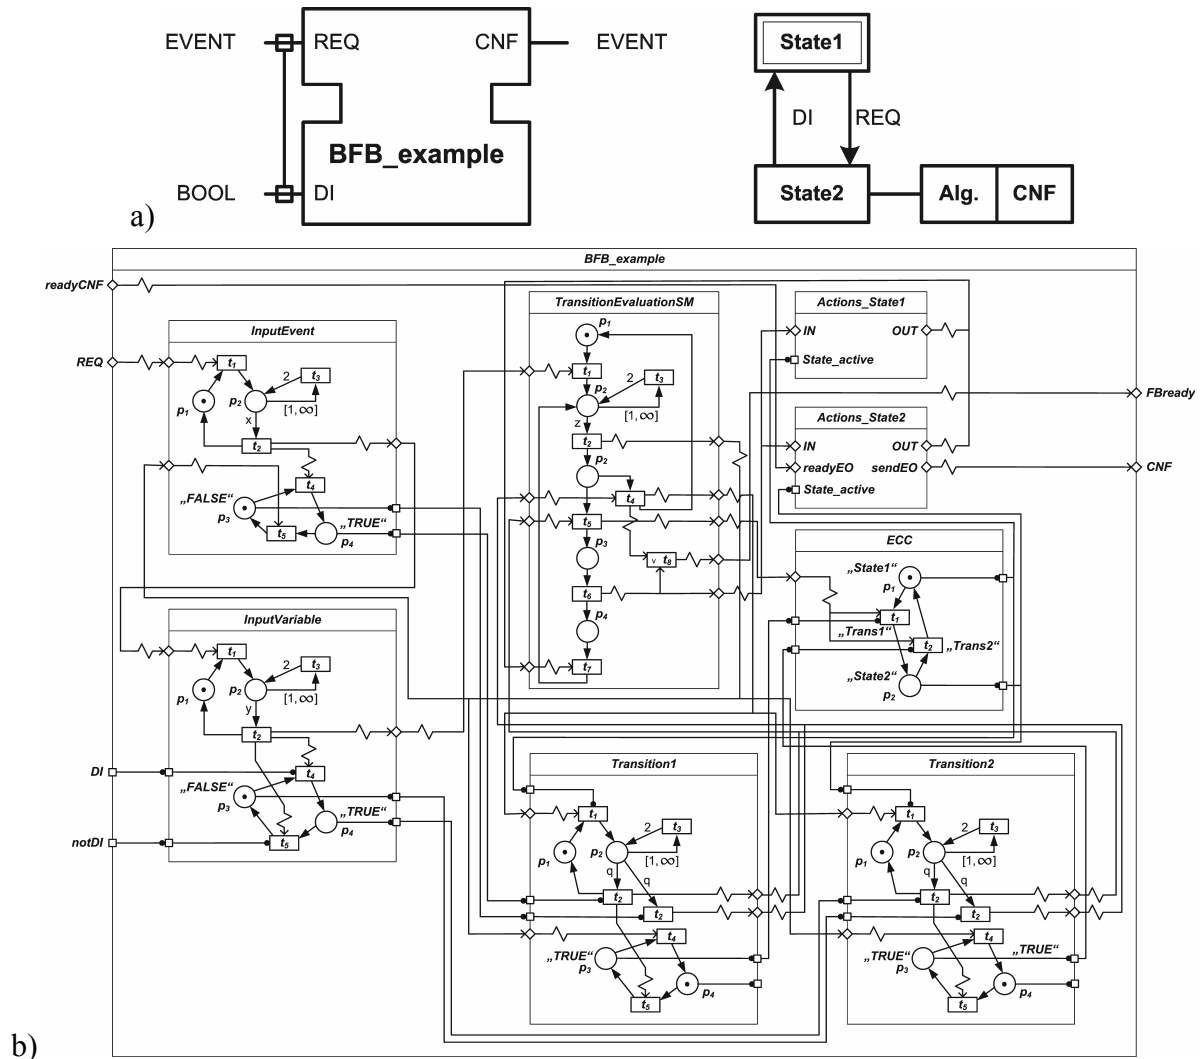 EVENT REQ CNF EVENT
BFB_example
BOOL DI
a)
State1
DI REQ
State2 Alg. CNF
b)
BFB_example
readyCNF
REQ
DI
notDI
FBready
CNF
InputEvent
t1
p1
p2
2
t3
[1,∞]
x
t2
t4
„FALSE“
p3
t5
„TRUE“
p4
InputVariable
t1
p1
p2
2
t3
[1,∞]
y
t2
t4
„FALSE“
p3
„TRUE“
p4
t5
TransitionEvaluationSM
p1
t1
p2
2
t3
[1,∞]
z
t2
p2
t4
t5
p3
v t8
t6
p4
t7
Actions_State1
IN OUT
State_active
Actions_State2
IN OUT
readyEO sendEO
State_active
ECC
„State1“
p1
t1
„Trans1“
t2
„Trans2“
„State2“
p2
Transition1
t1
p1
p2
2
t3
[1,∞]
q
q
t2
t2
t4
„TRUE“
p3
p4
t5
Transition2
t1
p1
p2
2
t3
[1,∞]
q
q
t2
t2
t4
„TRUE“
„TRUE“
p3
p4
t5